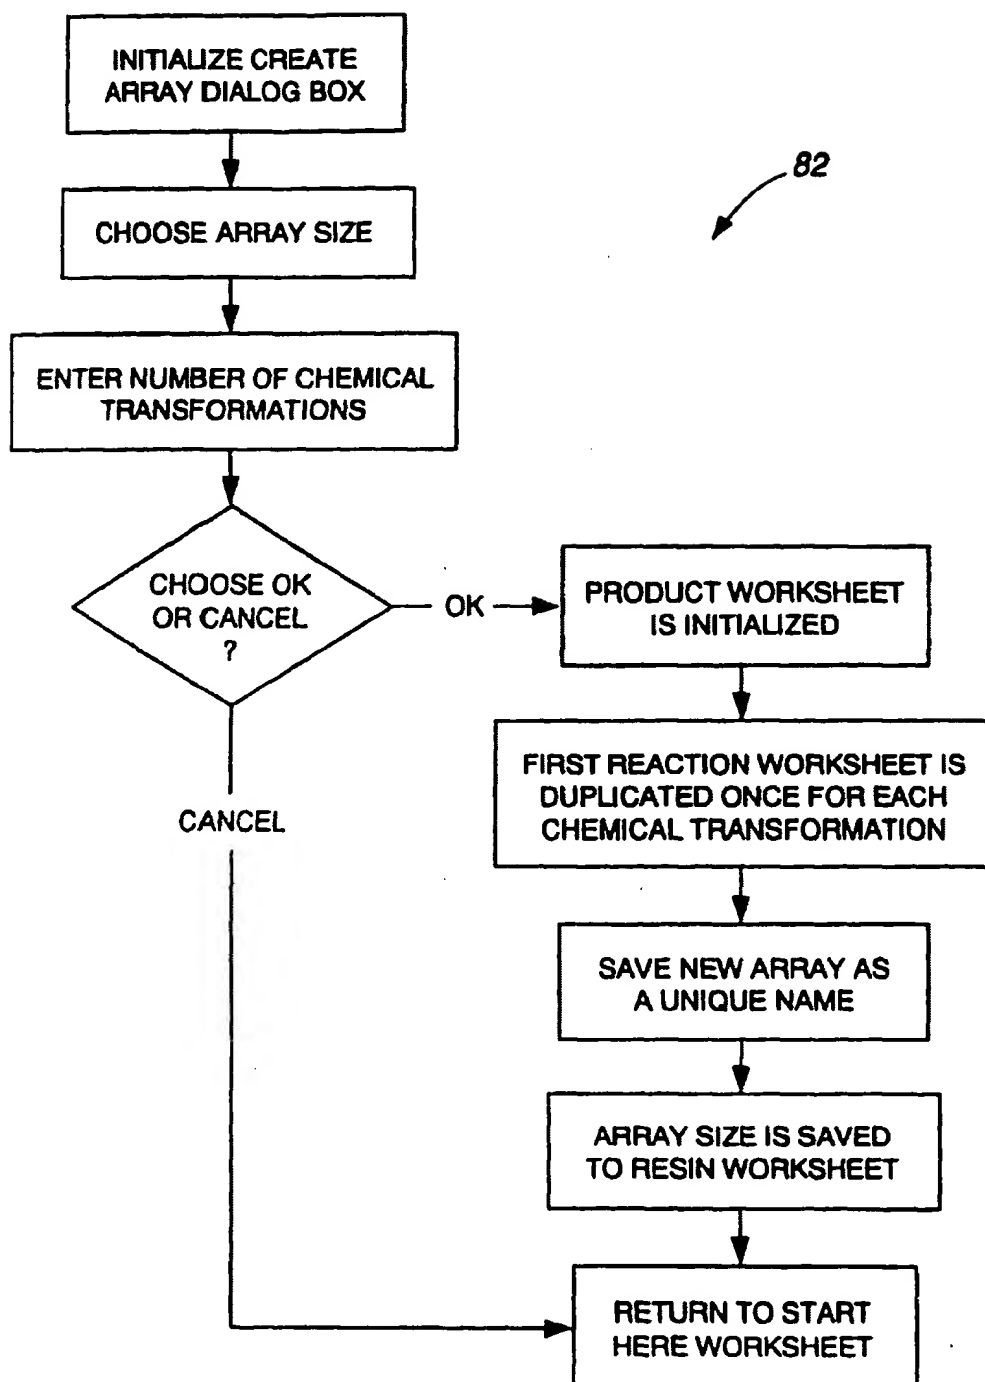 INITIALIZE CREATE
ARRAY DIALOG BOX
82
CHOOSE ARRAY SIZE
ENTER NUMBER OF CHEMICAL
TRANSFORMATIONS
CHOOSE OK
OR CANCEL
?
OK
PRODUCT WORKSHEET
IS INITIALIZED
FIRST REACTION WORKSHEET IS
DUPLICATED ONCE FOR EACH
CHEMICAL TRANSFORMATION
CANCEL
SAVE NEW ARRAY AS
A UNIQUE NAME
ARRAY SIZE IS SAVED
TO RESIN WORKSHEET
RETURN TO START
HERE WORKSHEET